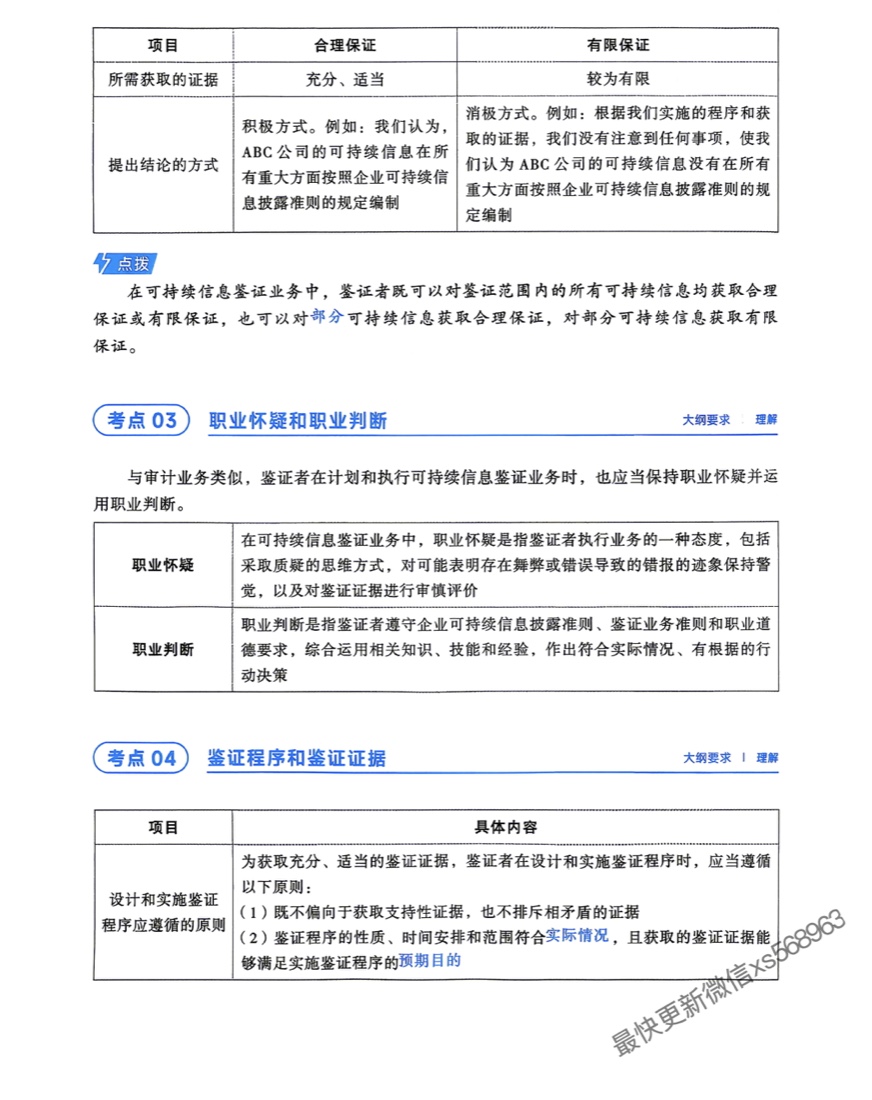 项目 合理保证 有限保证
所需获取的证据 充分、适当 较为有限
提出结论的方式
积极方式。例如：我们认为，
ABC 公司的可持续信息在所
有重大方面按照企业可持续信
息披露准则的规定编制
消极方式。例如：根据我们实施的程序和获
取的证据，我们没有注意到任何事项，使我
们认为 ABC 公司的可持续信息没有在所有
重大方面按照企业可持续信息披露准则的规
定编制
点拨
在可持续信息鉴证业务中，鉴证者既可以对鉴证范围内的所有可持续信息均获取合理
保证或有限保证，也可以对部分可持续信息获取合理保证，对部分可持续信息获取有限
保证。
考点 03 职业怀疑和职业判断 大纲要求 理解
与审计业务类似，鉴证者在计划和执行可持续信息鉴证业务时，也应当保持职业怀疑并运
用职业判断。
职业怀疑
在可持续信息鉴证业务中，职业怀疑是指鉴证者执行业务的一种态度，包括
采取质疑的思维方式，对可能表明存在舞弊或错误导致的错报的迹象保持警
觉，以及对鉴证证据进行审慎评价
职业判断
职业判断是指鉴证者遵守企业可持续信息披露准则、鉴证业务准则和职业道
德要求，综合运用相关知识、技能和经验，作出符合实际情况、有根据的行
动决策
考点 04 鉴证程序和鉴证证据 大纲要求 | 理解
项目 具体内容
设计和实施鉴证
程序应遵循的原则
为获取充分、适当的鉴证证据，鉴证者在设计和实施鉴证程序时，应当遵循
以下原则：
（1）既不偏向于获取支持性证据，也不排斥相矛盾的证据
（2）鉴证程序的性质、时间安排和范围符合实际情况，且获取的鉴证证据能
够满足实施鉴证程序的预期目的
最快更新微信xs568963